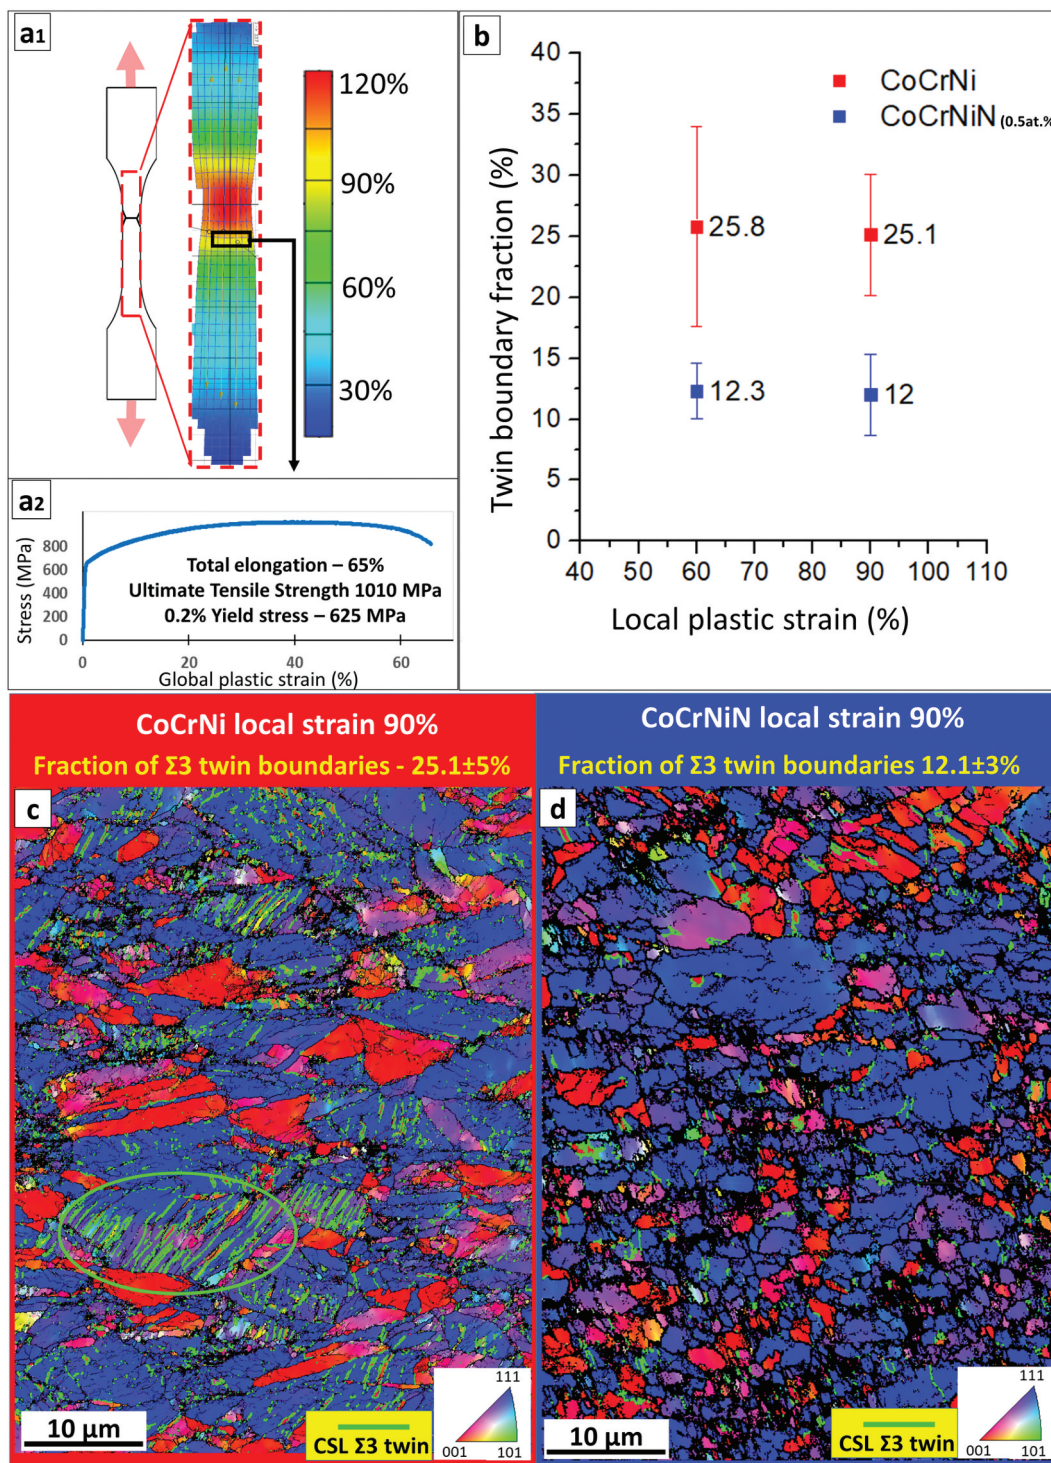 a1
120%
90%
60%
30%
a2
Stress (MPa)
800
600
400
200
0
Total elongation – 65%
Ultimate Tensile Strength 1010 MPa
0.2% Yield stress – 625 MPa
0 20 40 60
Global plastic strain (%)
b
Twin boundary fraction (%)
40
35
30
25
20
15
10
5
0
CoCrNi
CoCrNiN (0.5at.%
25.8
25.1
12.3
12
40 50 60 70 80 90 100 110
Local plastic strain (%)
CoCrNi local strain 90%
Fraction of Σ3 twin boundaries - 25.1±5%
c
10 µm
CSL Σ3 twin
111
001 101
CoCrNiN local strain 90%
Fraction of Σ3 twin boundaries 12.1±3%
d
10 µm
CSL Σ3 twin
111
001 101